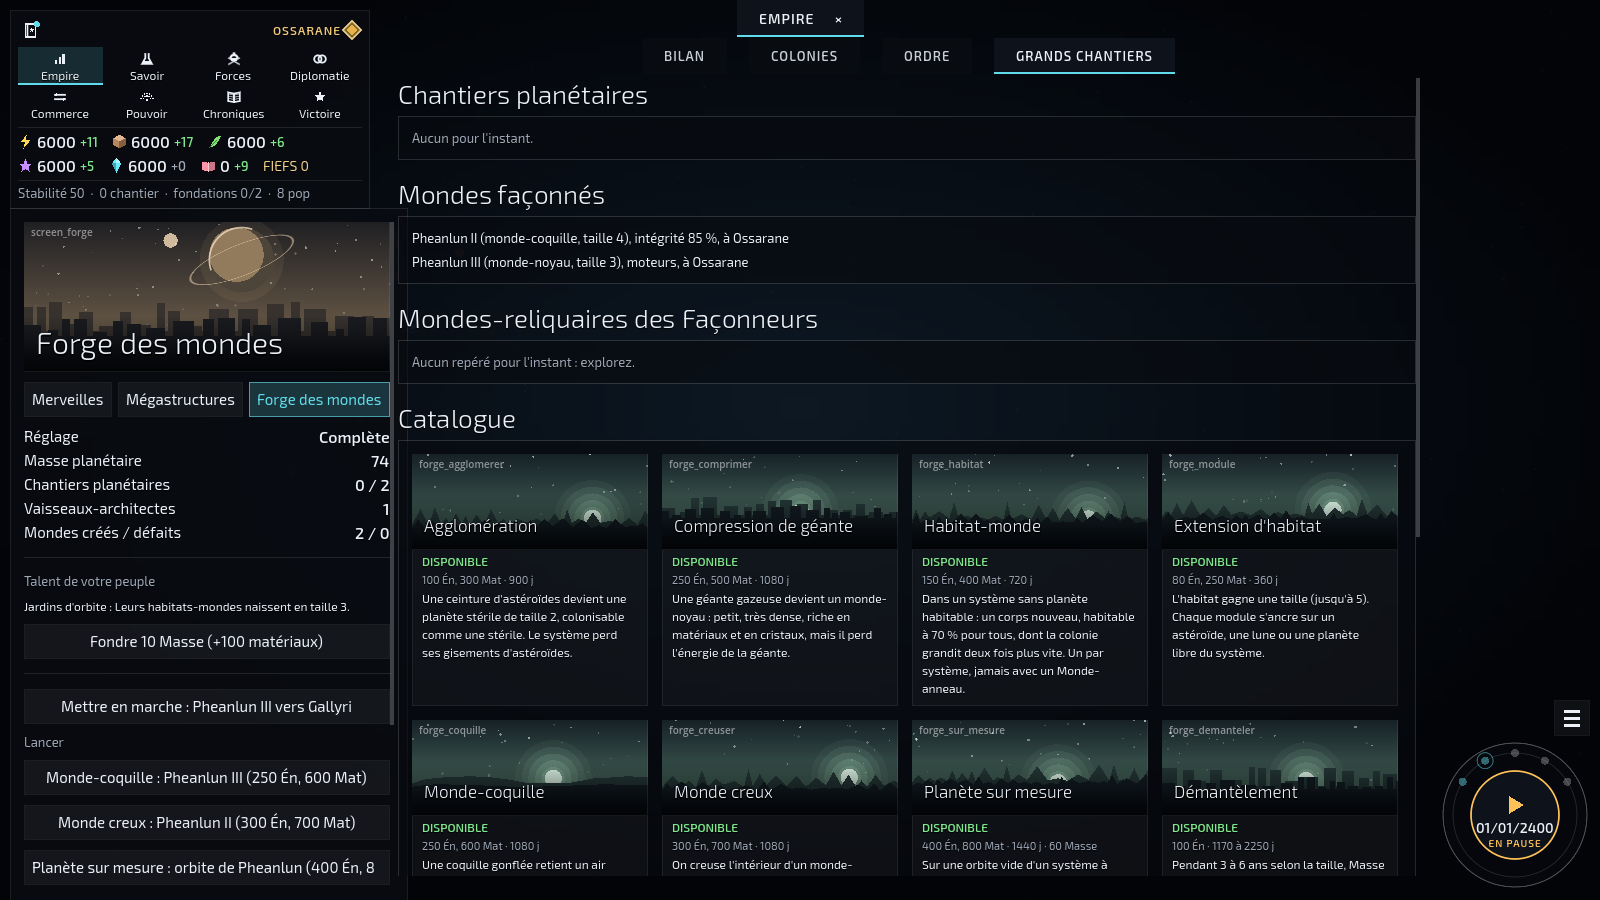 OSSARANE
Empire
Savoir
Forces
Diplomatie
Commerce
Pouvoir
Chroniques
Victoire
6000 +11
6000 +17
6000 +6
6000 +5
6000 +0
0 +9
FIEFS 0
Stabilité 50 · 0 chantier · fondations 0/2 · 8 pop
EMPIRE ×
BILAN
COLONIES
ORDRE
GRANDS CHANTIERS
screen_forge
Forge des mondes
Merveilles
Mégastructures
Forge des mondes
Réglage Complète
Masse planétaire 74
Chantiers planétaires 0 / 2
Vaisseaux-architectes 1
Mondes créés / défaits 2 / 0
Talent de votre peuple
Jardins d'orbite : Leurs habitats-mondes naissent en taille 3.
Fondre 10 Masse (+100 matériaux)
Mettre en marche : Pheanlun III vers Gallyri
Lancer
Monde-coquille : Pheanlun III (250 Én, 600 Mat)
Monde creux : Pheanlun II (300 Én, 700 Mat)
Planète sur mesure : orbite de Pheanlun (400 Én, 8
Chantiers planétaires
Aucun pour l'instant.
Mondes façonnés
Pheanlun II (monde-coquille, taille 4), intégrité 85 %, à Ossarane
Pheanlun III (monde-noyau, taille 3), moteurs, à Ossarane
Mondes-reliquaires des Façonneurs
Aucun repéré pour l'instant : explorez.
Catalogue
forge_agglomerer
Agglomération
DISPONIBLE
100 Én, 300 Mat · 900 j
Une ceinture d'astéroïdes devient une
planète stérile de taille 2, colonisable
comme une stérile. Le système perd
ses gisements d'astéroïdes.
forge_comprimer
Compression de géante
DISPONIBLE
250 Én, 500 Mat · 1080 j
Une géante gazeuse devient un monde-
noyau : petit, très dense, riche en
matériaux et en cristaux, mais il perd
l'énergie de la géante.
forge_habitat
Habitat-monde
DISPONIBLE
150 Én, 400 Mat · 720 j
Dans un système sans planète
habitable : un corps nouveau, habitable
à 70 % pour tous, dont la colonie
grandit deux fois plus vite. Un par
système, jamais avec un Monde-
anneau.
forge_module
Extension d'habitat
DISPONIBLE
80 Én, 250 Mat · 360 j
L'habitat gagne une taille (jusqu'à 5).
Chaque module s'ancre sur un
astéroïde, une lune ou une planète
libre du système.
forge_coquille
Monde-coquille
DISPONIBLE
250 Én, 600 Mat · 1080 j
Une coquille gonflée retient un air
forge_creuser
Monde creux
DISPONIBLE
300 Én, 700 Mat · 1080 j
On creuse l'intérieur d'un monde-
forge_sur_mesure
Planète sur mesure
DISPONIBLE
400 Én, 800 Mat · 1440 j · 60 Masse
Sur une orbite vide d'un système à
forge_demanteler
Démantèlement
DISPONIBLE
100 Én · 1170 à 2250 j
Pendant 3 à 6 ans selon la taille, Masse
01/01/2400
EN PAUSE